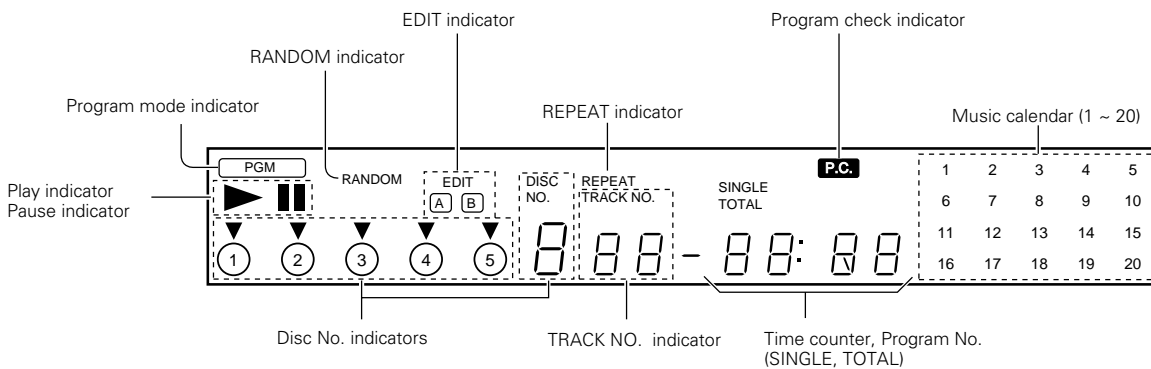 EDIT indicator
Program check indicator
RANDOM indicator
Program mode indicator
REPEAT indicator
Music calendar (1 ~ 20)
Play indicator
Pause indicator
PGM
RANDOM
EDIT
A B
DISC
NO.
REPEAT
TRACK NO.
SINGLE
TOTAL
P.C.
1 2 3 4 5
6 7 8 9 10
11 12 13 14 15
16 17 18 19 20
1 2 3 4 5
8 88 - 88:88
Disc No. indicators
TRACK NO. indicator
Time counter, Program No.
(SINGLE, TOTAL)